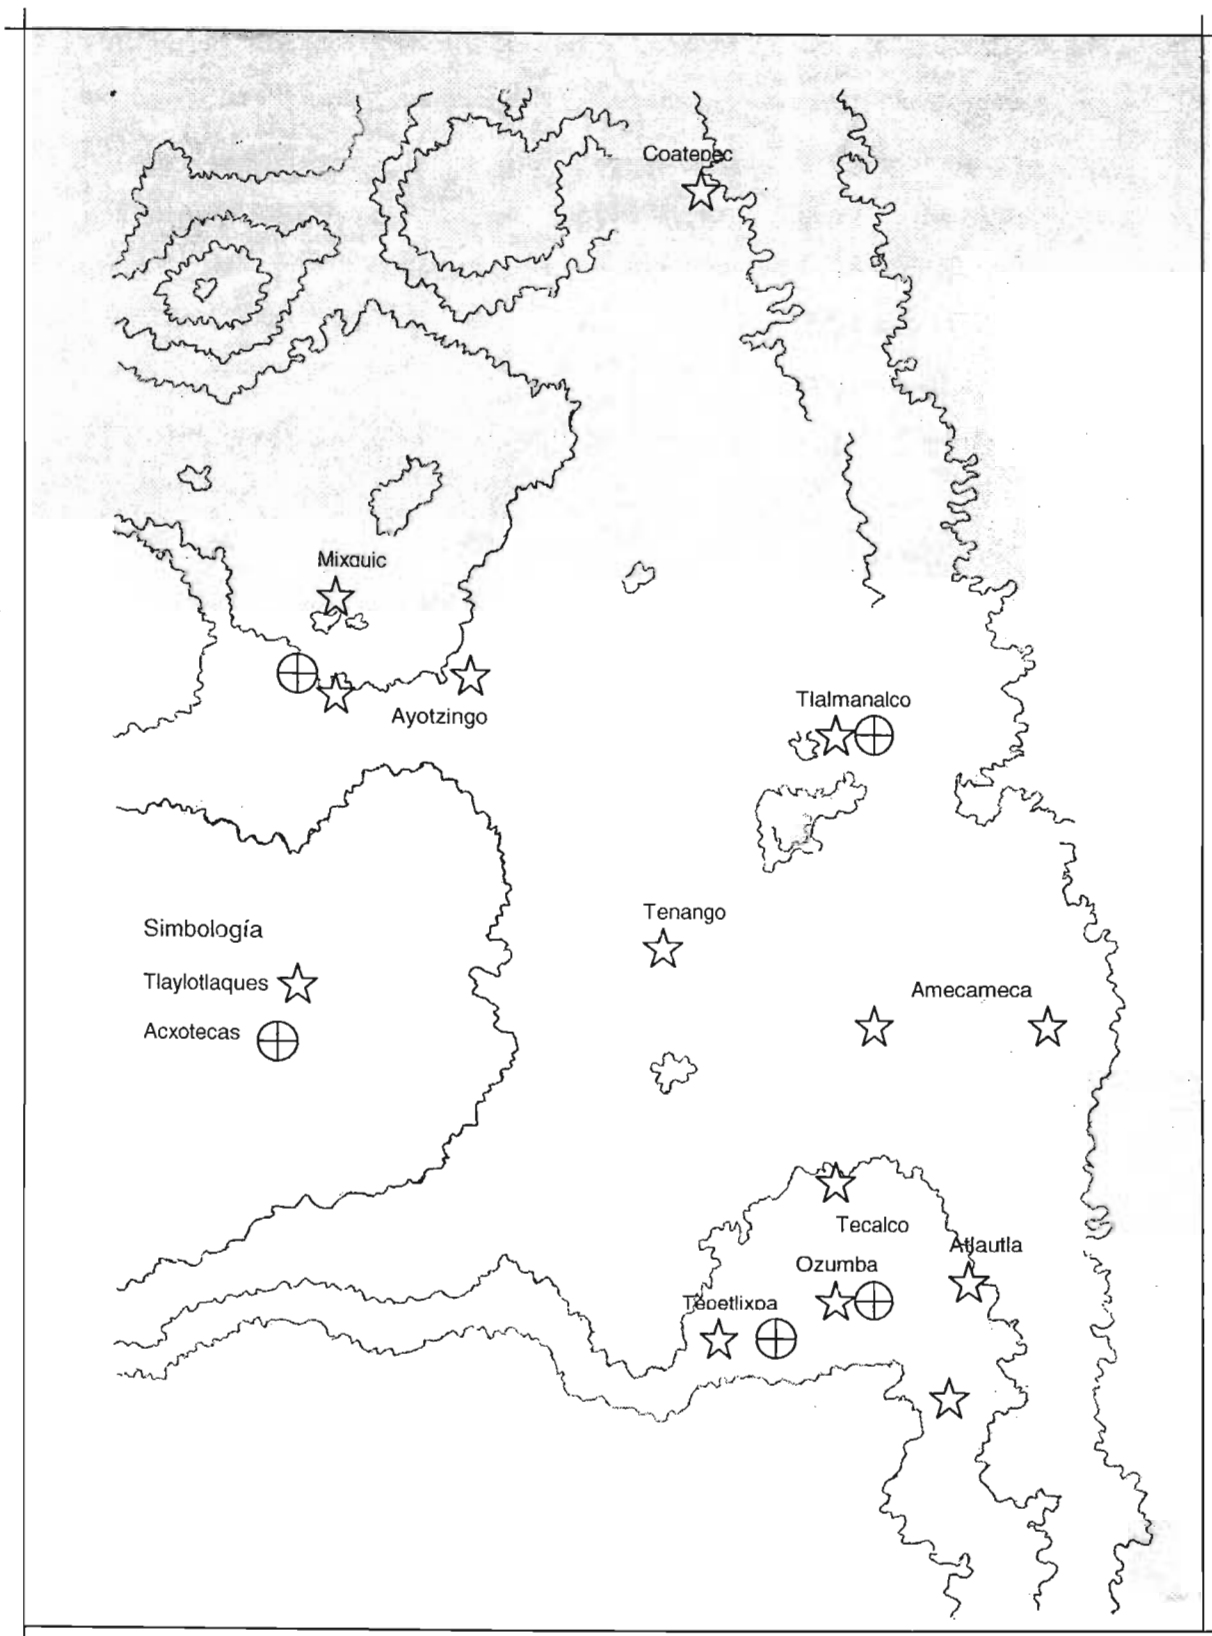 Coatepec
Mixquic
Ayotzingo
Tlalmanalco
Tenango
Simbología
Tlaylotlaques
Amecameca
Acxotecas
Tecalco
Atlautla
Ozumba
Tepetlixpa